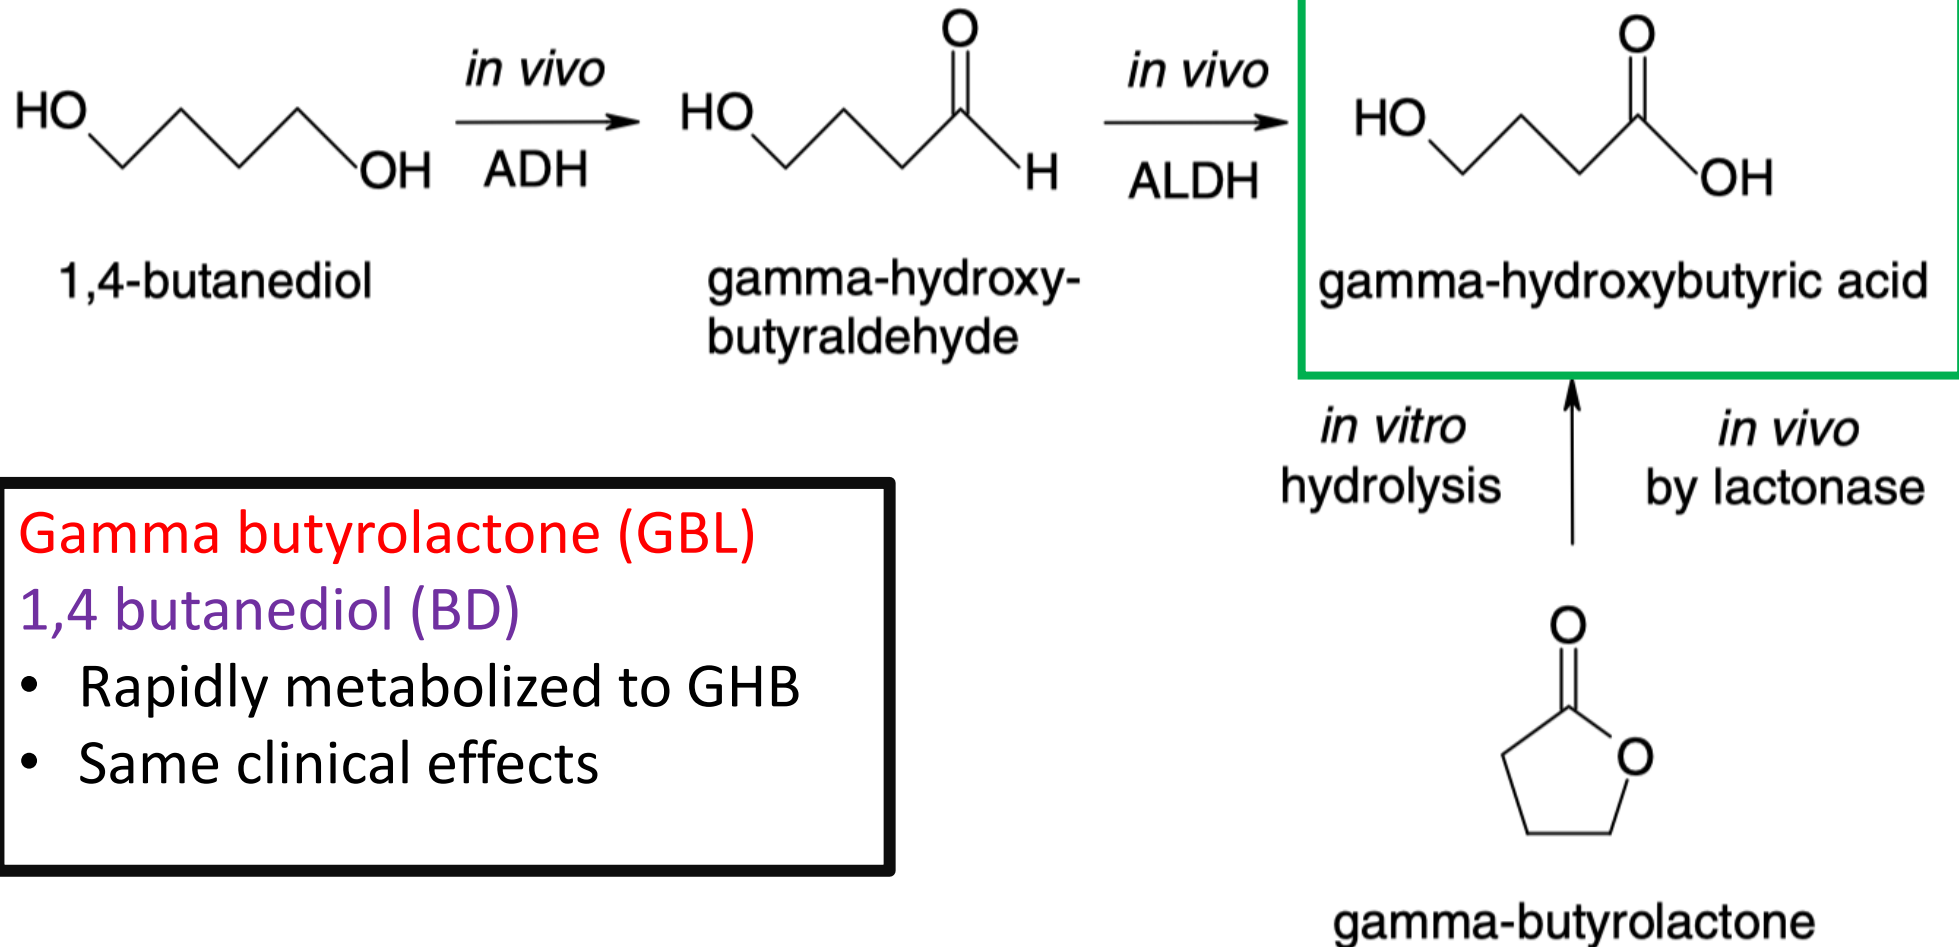 HO
OH
in vivo
ADH
HO
O
H
in vivo
ALDH
HO
O
OH
1,4-butanediol
gamma-hydroxy-
butyraldehyde
gamma-hydroxybutyric acid
in vitro
hydrolysis
in vivo
by lactonase
Gamma butyrolactone (GBL)
1,4 butanediol (BD)
• Rapidly metabolized to GHB
• Same clinical effects
O
O
gamma-butyrolactone